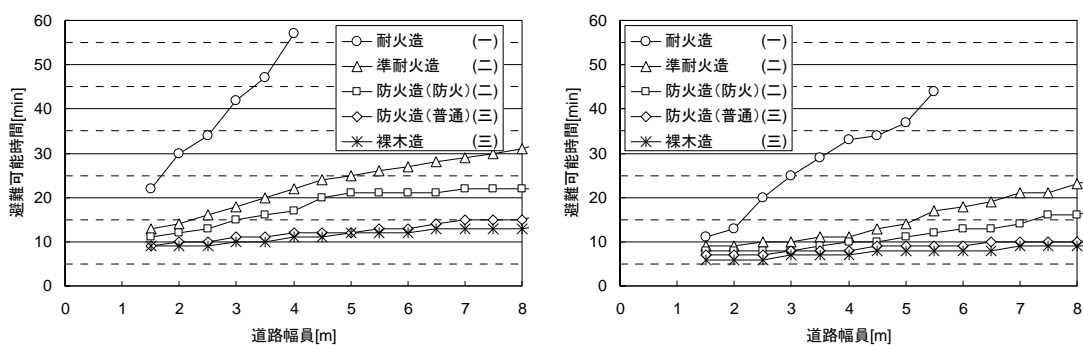 60
50
40
30
20
10
0
避難可能時間[min]
0 1 2 3 4 5 6 7 8
道路幅員[m]
耐火造 (一)
準耐火造 (二)
防火造(防火)(二)
防火造(普通)(三)
裸木造 (三)
60
50
40
30
20
10
0
避難可能時間[min]
0 1 2 3 4 5 6 7 8
道路幅員[m]
耐火造 (一)
準耐火造 (二)
防火造(防火)(二)
防火造(普通)(三)
裸木造 (三)